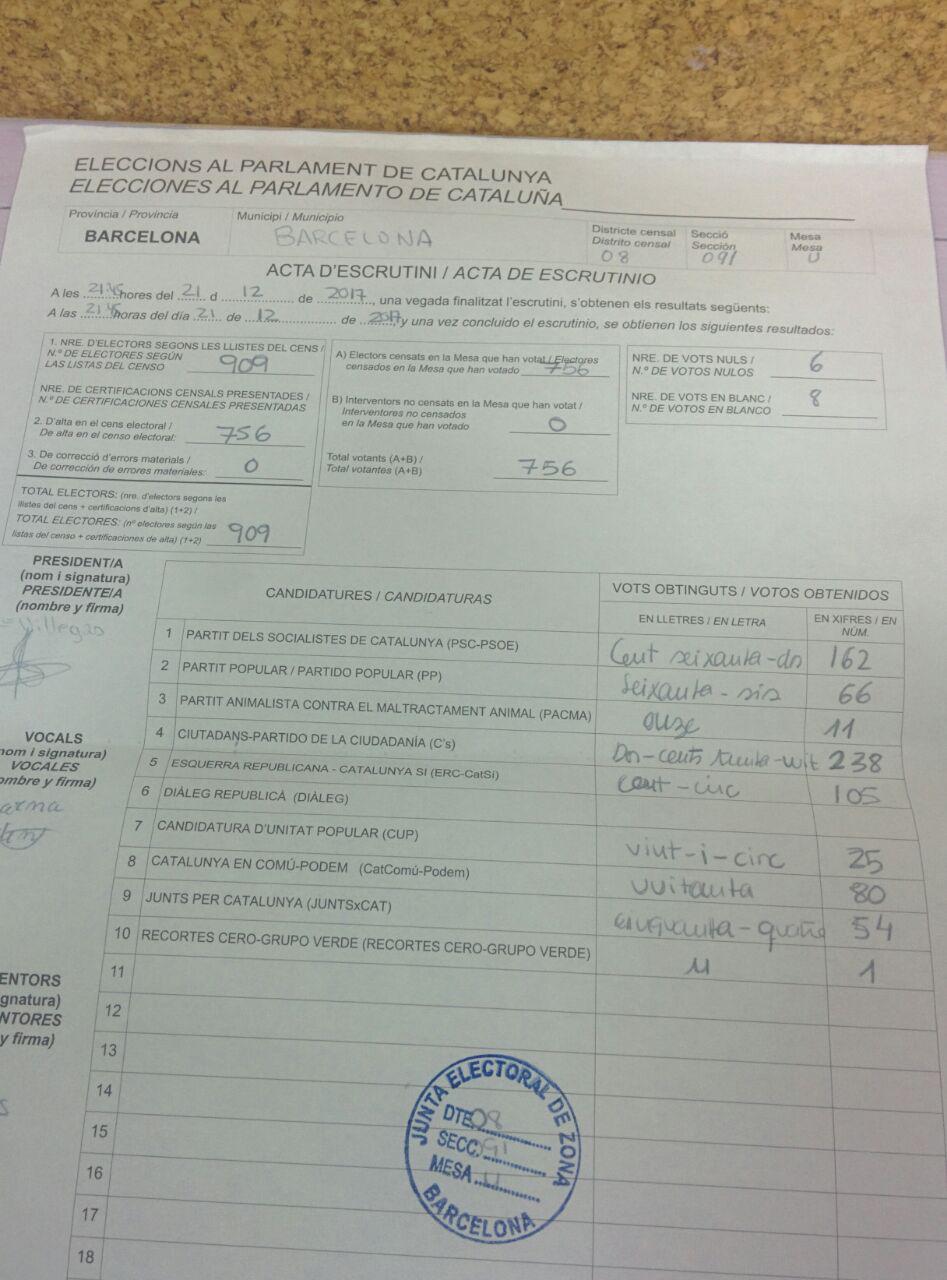 ELECCIONS AL PARLAMENT DE CATALUNYA
ELECCIONES AL PARLAMENTO DE CATALUÑA
Província / Provincia
BARCELONA
Municipi / Municipio
BARCELONA
Districte censal
Distrito censal
08
Secció
Sección
091
Mesa
Mesa
U
ACTA D'ESCRUTINI / ACTA DE ESCRUTINIO
A les 21:45 hores del 21 d 12 de 2017, una vegada finalitzat l'escrutini, s'obtenen els resultats següents:
A las 21:45 horas del día 21 de 12 de 2017 y una vez concluido el escrutinio, se obtienen los siguientes resultados:
1. NRE. D'ELECTORS SEGONS LES LLISTES DEL CENS /
N.º DE ELECTORES SEGÚN
LAS LISTAS DEL CENSO 909
NRE. DE CERTIFICACIONS CENSALS PRESENTADES /
N.º DE CERTIFICACIONES CENSALES PRESENTADAS
2. D'alta en el cens electoral /
De alta en el censo electoral: 756
3. De correcció d'errors materials /
De corrección de errores materiales: 0
TOTAL ELECTORS: (nre. d'electors segons les
llistes del cens + certificacions d'alta) (1+2) /
TOTAL ELECTORES: (nº electores según las
listas del censo + certificaciones de alta) (1+2) 909
A) Electors censats en la Mesa que han votat / Electores
censados en la Mesa que han votado 756
B) Interventors no censats en la Mesa que han votat /
Interventores no censados
en la Mesa que han votado 0
Total votants (A+B) /
Total votantes (A+B) 756
NRE. DE VOTS NULS /
N.º DE VOTOS NULOS 6
NRE. DE VOTS EN BLANC /
N.º DE VOTOS EN BLANCO 8
PRESIDENT/A
(nom i signatura)
PRESIDENTE/A
(nombre y firma)
Villegas
VOCALS
nom i signatura)
VOCALES
ombre y firma)
ENTORS
gnatura)
NTORES
y firma)
CANDIDATURES / CANDIDATURAS
VOTS OBTINGUTS / VOTOS OBTENIDOS
EN LLETRES / EN LETRA
EN XIFRES / EN
NÚM.
1 PARTIT DELS SOCIALISTES DE CATALUNYA (PSC-PSOE) Cent seixanta-dos 162
2 PARTIT POPULAR / PARTIDO POPULAR (PP) Seixanta-sis 66
3 PARTIT ANIMALISTA CONTRA EL MALTRACTAMENT ANIMAL (PACMA) onze 11
4 CIUTADANS-PARTIDO DE LA CIUDADANÍA (C's) Dos-cents trenta-vuit 238
5 ESQUERRA REPUBLICANA - CATALUNYA SI (ERC-CatSí) cent-cinc 105
6 DIÀLEG REPUBLICÀ (DIÀLEG)
7 CANDIDATURA D'UNITAT POPULAR (CUP) vint-i-cinc 25
8 CATALUNYA EN COMÚ-PODEM (CatComú-Podem) vuitanta 80
9 JUNTS PER CATALUNYA (JUNTSxCAT) cinquanta-quatre 54
10 RECORTES CERO-GRUPO VERDE (RECORTES CERO-GRUPO VERDE) u 1
11
12
13
14
15
16
17
18
JUNTA ELECTORAL DE ZONA
DTE. 08
SECC. 091
MESA U
BARCELONA